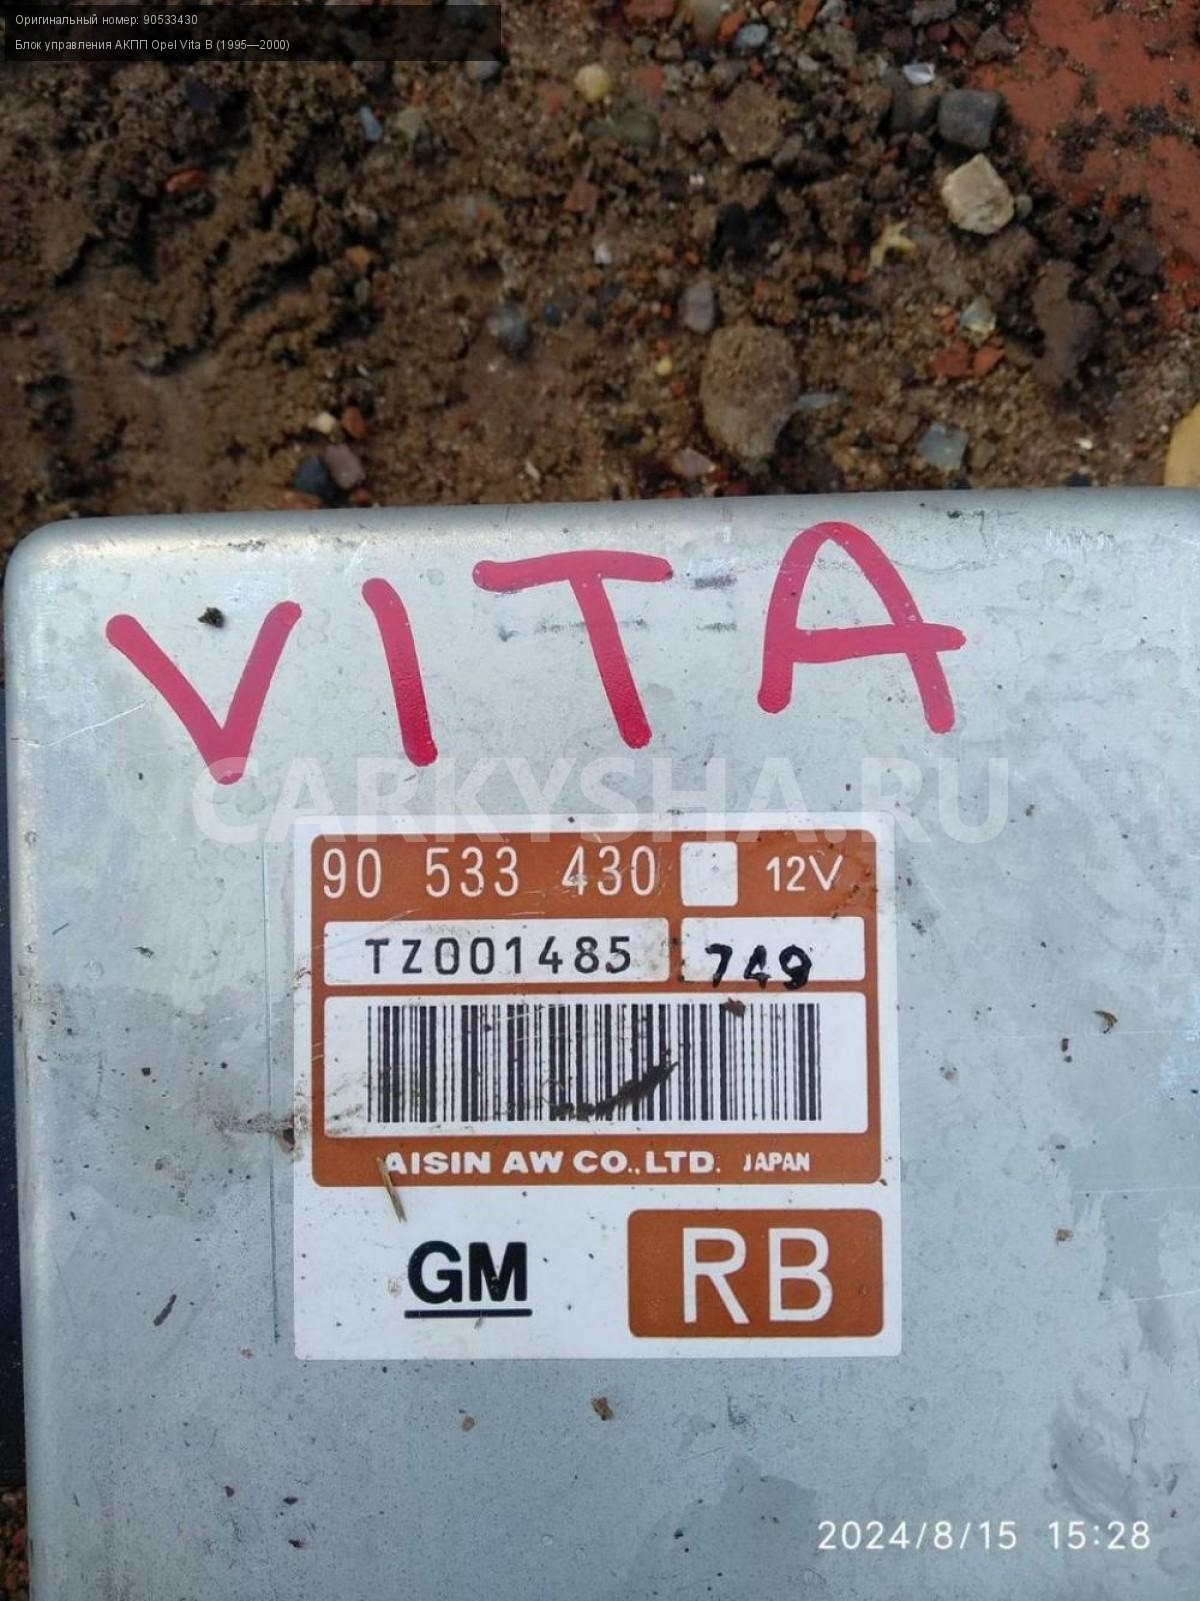 Оригинальный номер: 90533430
Блок управления АКПП Opel Vita B (1995—2000)
VITA
CARKYSHA.RU
90 533 430 12V
TZ001485 749
AISIN AW CO.,LTD. JAPAN
GM RB
2024/8/15 15:28